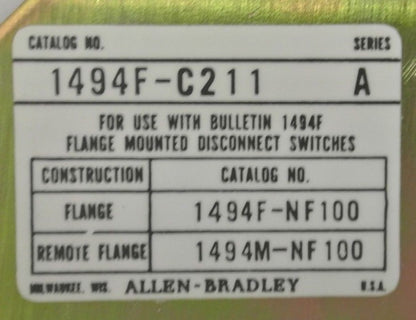 CATALOG NO. SERIES
1494F-C211 A
FOR USE WITH BULLETIN 1494F
FLANGE MOUNTED DISCONNECT SWITCHES
CONSTRUCTION CATALOG NO.
FLANGE 1494F-NF100
REMOTE FLANGE 1494M-NF100
MILWAUKEE, WIS. ALLEN-BRADLEY U.S.A.